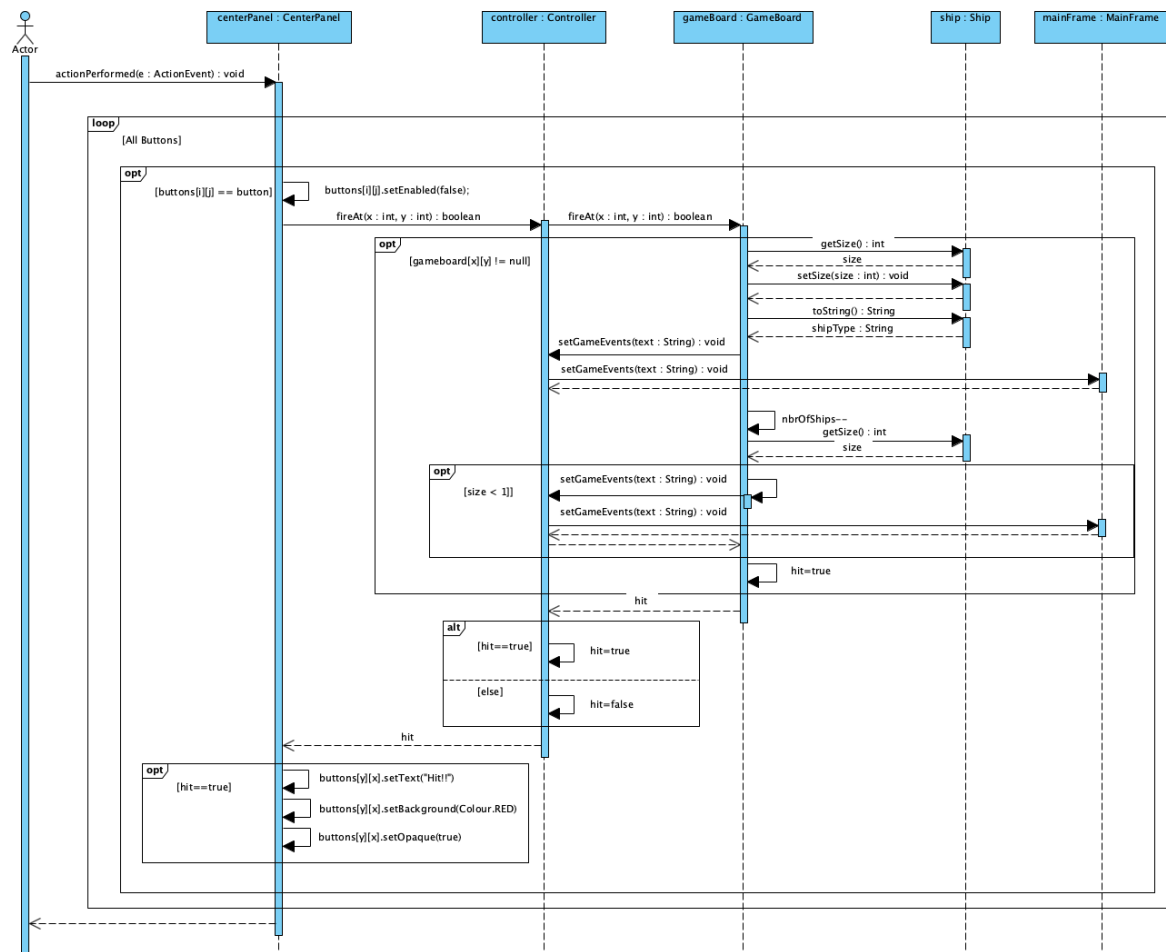 centerPanel : CenterPanel
controller : Controller
gameBoard : GameBoard
ship : Ship
mainFrame : MainFrame
Actor
actionPerformed(e : ActionEvent) : void
loop
[All Buttons]
opt
[buttons[i][j] == button]
buttons[i][j].setEnabled(false);
fireAt(x : int, y : int) : boolean
fireAt(x : int, y : int) : boolean
opt
[gameboard[x][y] != null]
getSize() : int
size
setSize(size : int) : void
toString() : String
shipType : String
setGameEvents(text : String) : void
setGameEvents(text : String) : void
nbrOfShips--
getSize() : int
size
opt
[size < 1]]
setGameEvents(text : String) : void
setGameEvents(text : String) : void
hit=true
hit
alt
[hit==true]
hit=true
[else]
hit=false
hit
opt
[hit==true]
buttons[y][x].setText("Hit!!")
buttons[y][x].setBackground(Colour.RED)
buttons[y][x].setOpaque(true)